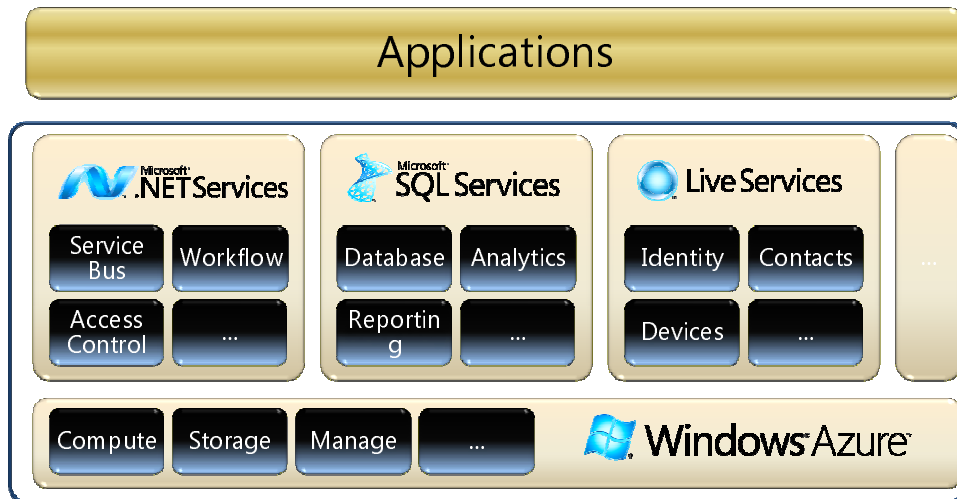 Applications
Microsoft
.NET Services
Service
Bus
Workflow
Access
Control
...
Microsoft
SQL Services
Database
Analytics
Reportin
g
...
Live Services
Identity
Contacts
Devices
...
...
Compute
Storage
Manage
...
Windows Azure